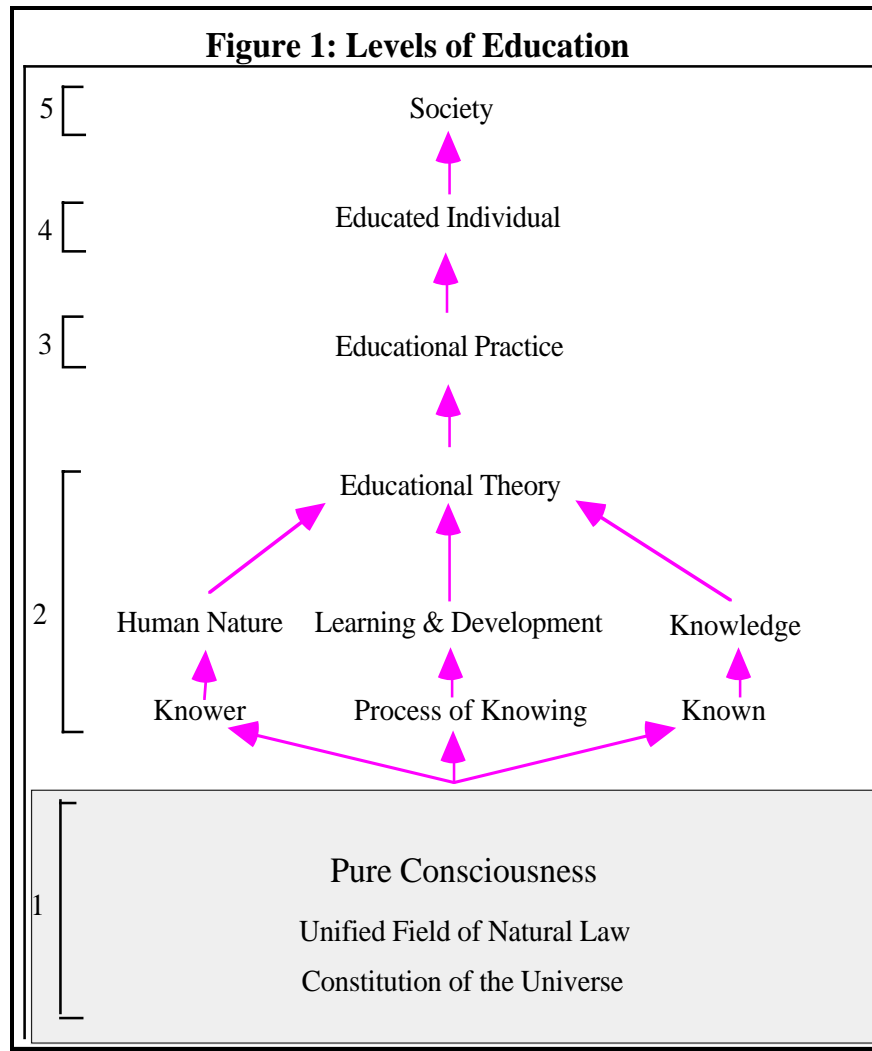 Figure 1: Levels of Education
5 Society
4 Educated Individual
3 Educational Practice
Educational Theory
2 Human Nature Learning & Development Knowledge
Knower Process of Knowing Known
Pure Consciousness
1 Unified Field of Natural Law
Constitution of the Universe